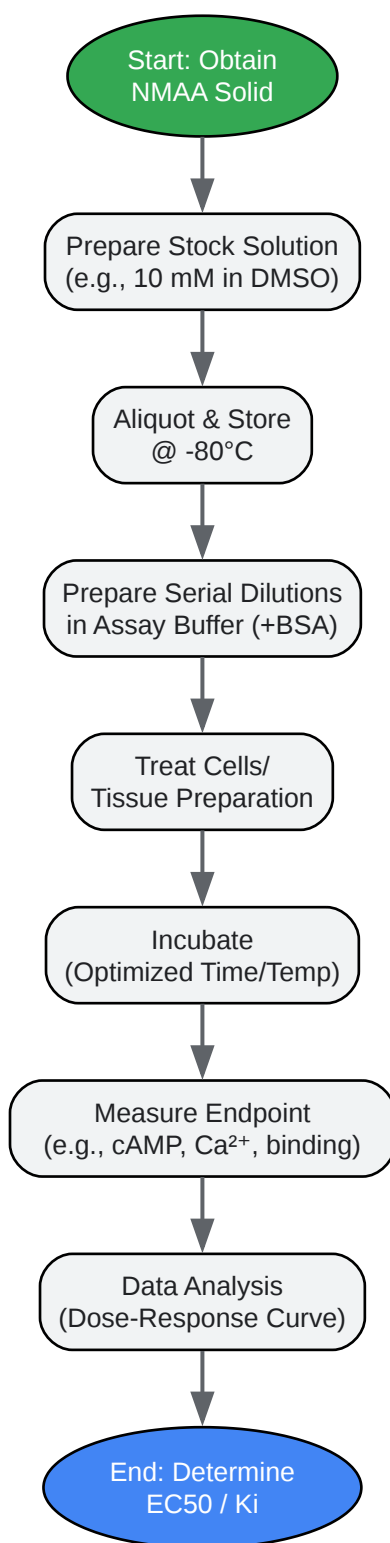 Start: Obtain
NMAA Solid
Prepare Stock Solution
(e.g., 10 mM in DMSO)
Aliquot & Store
@ -80°C
Prepare Serial Dilutions
in Assay Buffer (+BSA)
Treat Cells/
Tissue Preparation
Incubate
(Optimized Time/Temp)
Measure Endpoint
(e.g., cAMP, Ca²⁺, binding)
Data Analysis
(Dose-Response Curve)
End: Determine
EC50 / Ki